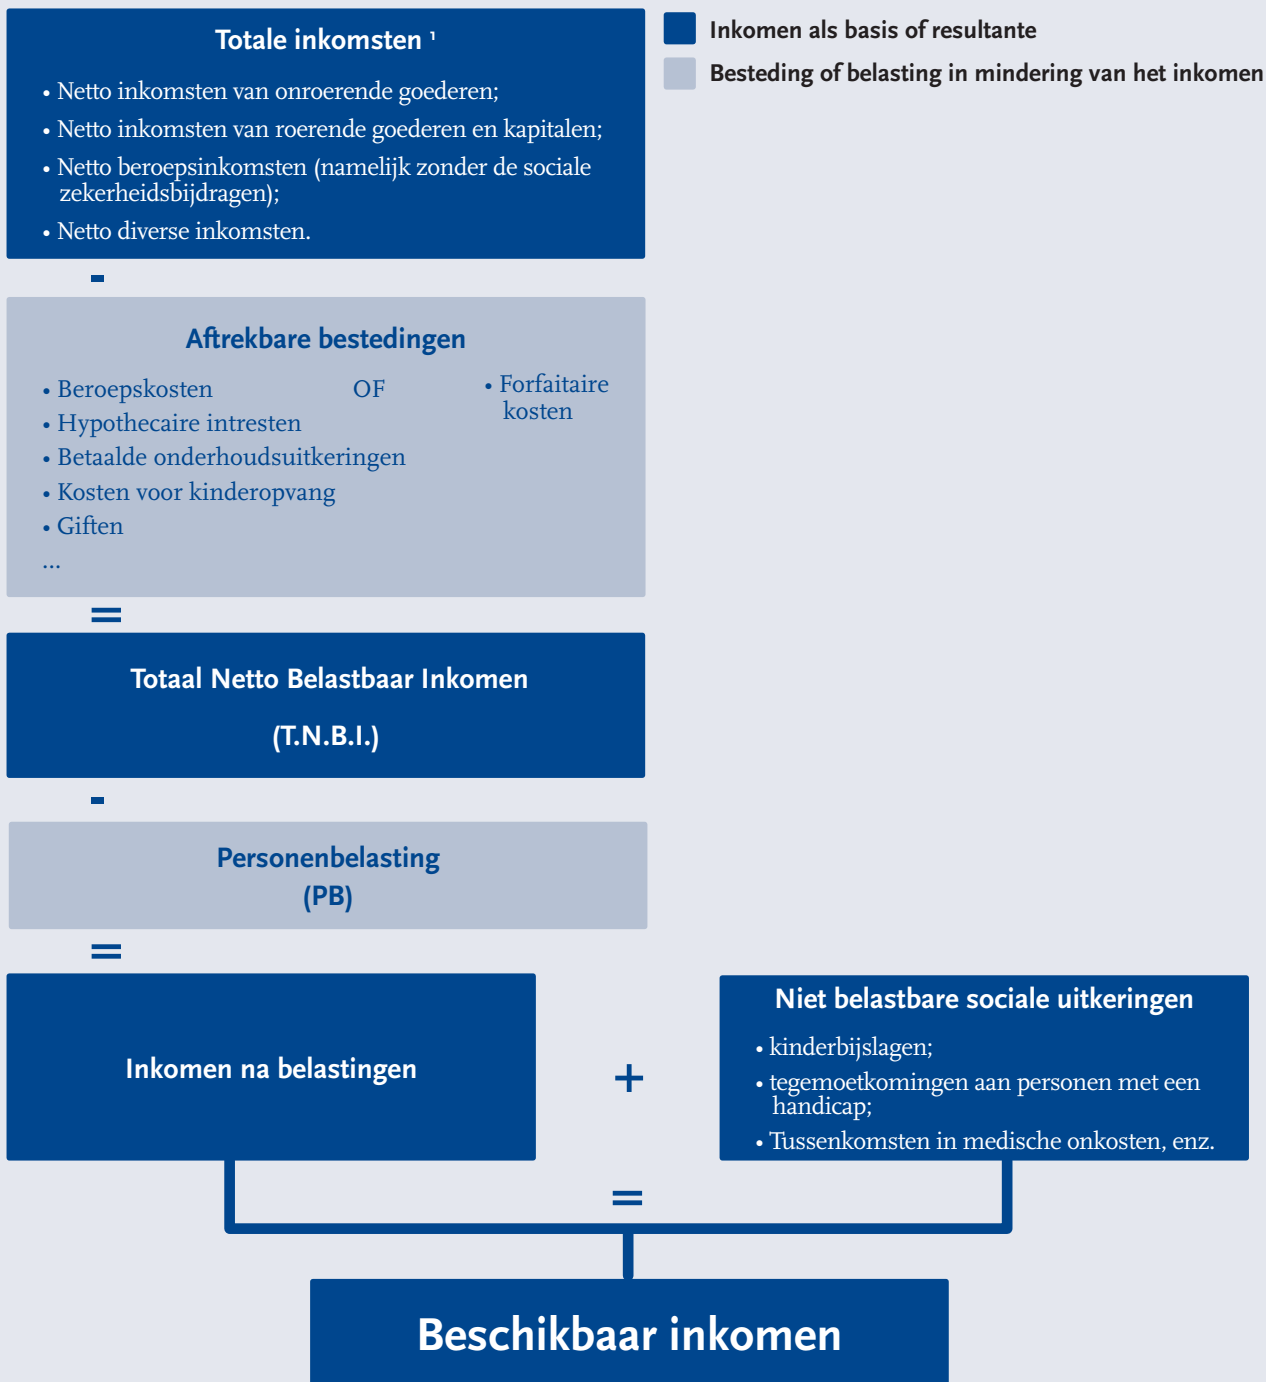 Totale inkomsten ¹
• Netto inkomsten van onroerende goederen;
• Netto inkomsten van roerende goederen en kapitalen;
• Netto beroepsinkomsten (namelijk zonder de sociale
zekerheidsbijdragen);
• Netto diverse inkomsten.
Inkomen als basis of resultante
Besteding of belasting in mindering van het inkomen
-
Aftrekbare bestedingen
• Beroepskosten OF • Forfaitaire
kosten
• Hypothecaire intresten
• Betaalde onderhoudsuitkeringen
• Kosten voor kinderopvang
• Giften
...
=
Totaal Netto Belastbaar Inkomen
(T.N.B.I.)
-
Personenbelasting
(PB)
=
Inkomen na belastingen
+
Niet belastbare sociale uitkeringen
• kinderbijslagen;
• tegemoetkomingen aan personen met een
handicap;
• Tussenkomsten in medische onkosten, enz.
=
Beschikbaar inkomen